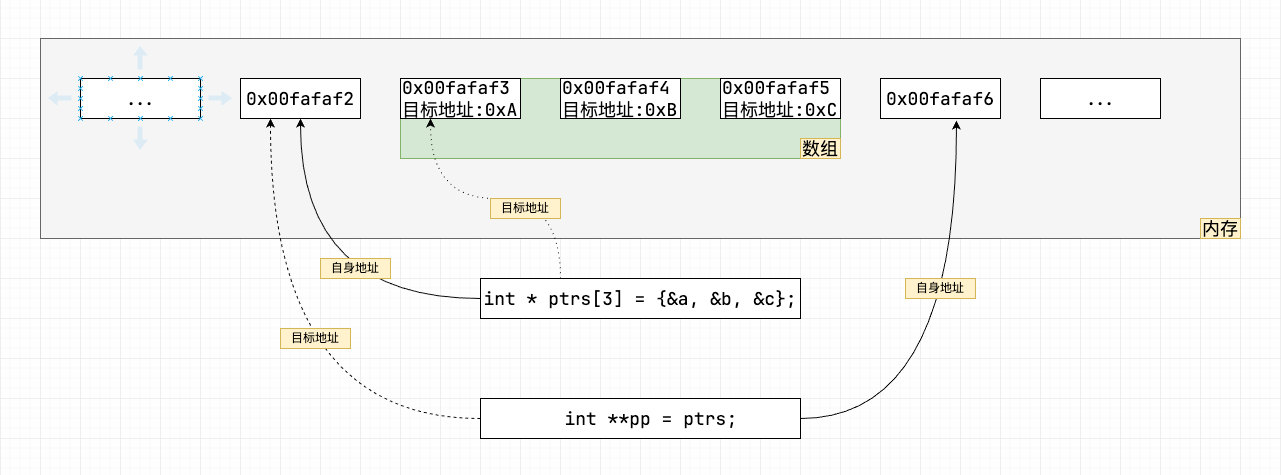 ...
0x00fafaf2
0x00fafaf3
目标地址:0xA
0x00fafaf4
目标地址:0xB
0x00fafaf5
目标地址:0xC
0x00fafaf6
...
数组
目标地址
内存
自身地址
自身地址
int * ptrs[3] = {&a, &b, &c};
目标地址
int **pp = ptrs;